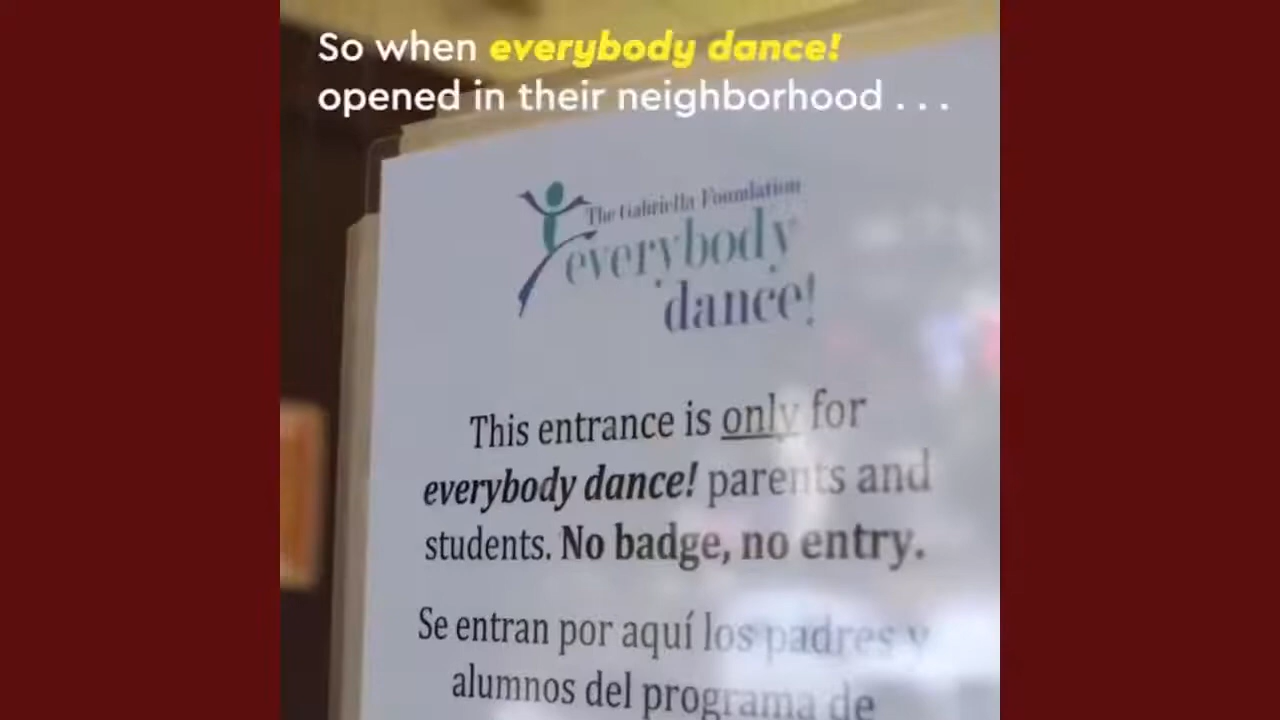 So when everybody dance!
opened in their neighborhood . . .
The Gabriella Foundation
everybody
dance!
This entrance is only for
everybody dance! parents and
students. No badge, no entry.
Se entran por aquí los padres y
alumnos del programa de